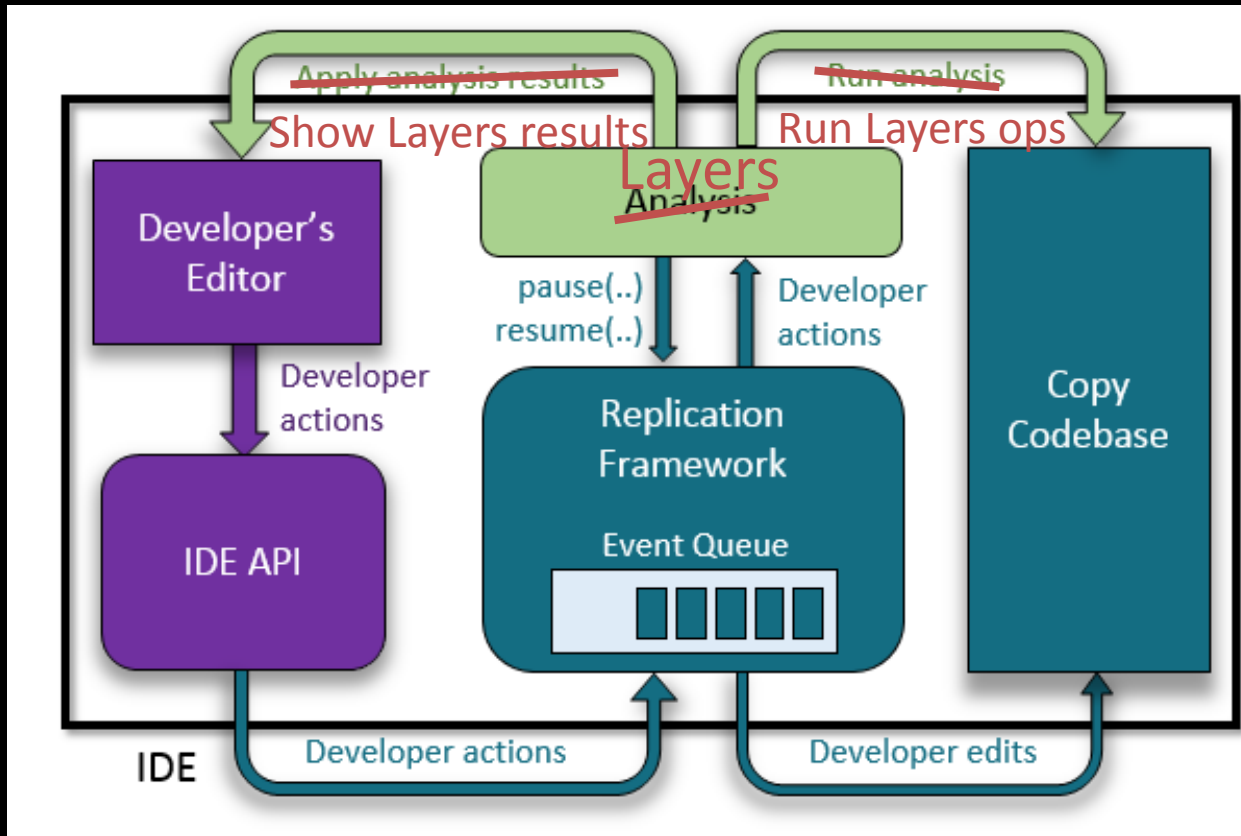 Apply analysis results
Run analysis
Show Layers results
Run Layers ops
Layers
Analysis
Developer's
Editor
pause(..)
resume(..)
Developer
actions
Developer
actions
Replication
Framework
Copy
Codebase
Event Queue
IDE API
Developer actions
Developer edits
IDE